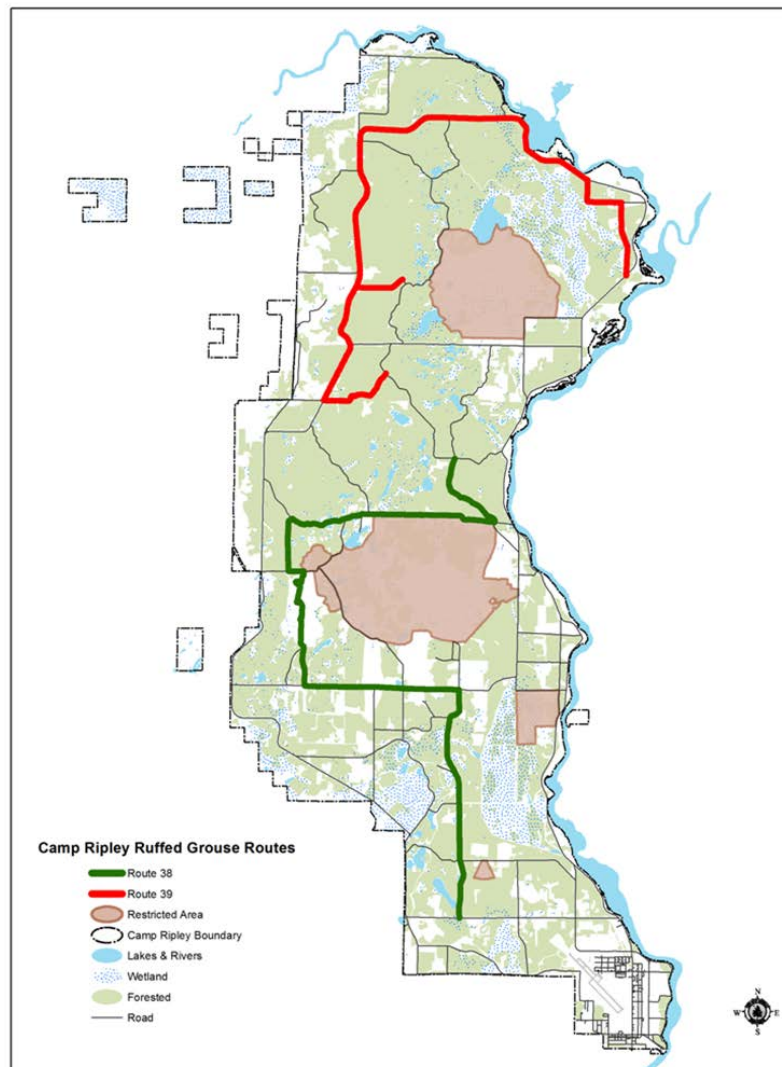 Camp Ripley Ruffed Grouse Routes
Route 38
Route 39
Restricted Area
Camp Ripley Boundary
Lakes & Rivers
Wetland
Forested
Road
N
W E
S